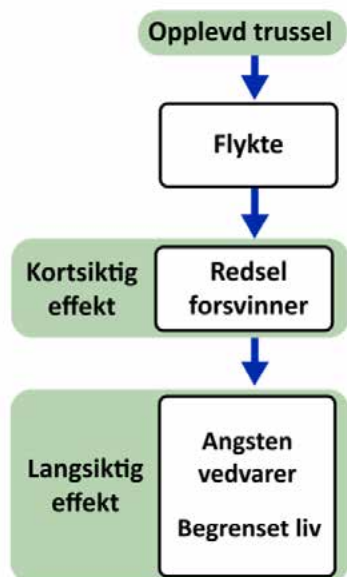 Opplevd trussel
Flykte
Kortsiktig
effekt
Redsel
forsvinner
Langsiktig
effekt
Angsten
vedvarer
Begrenset liv